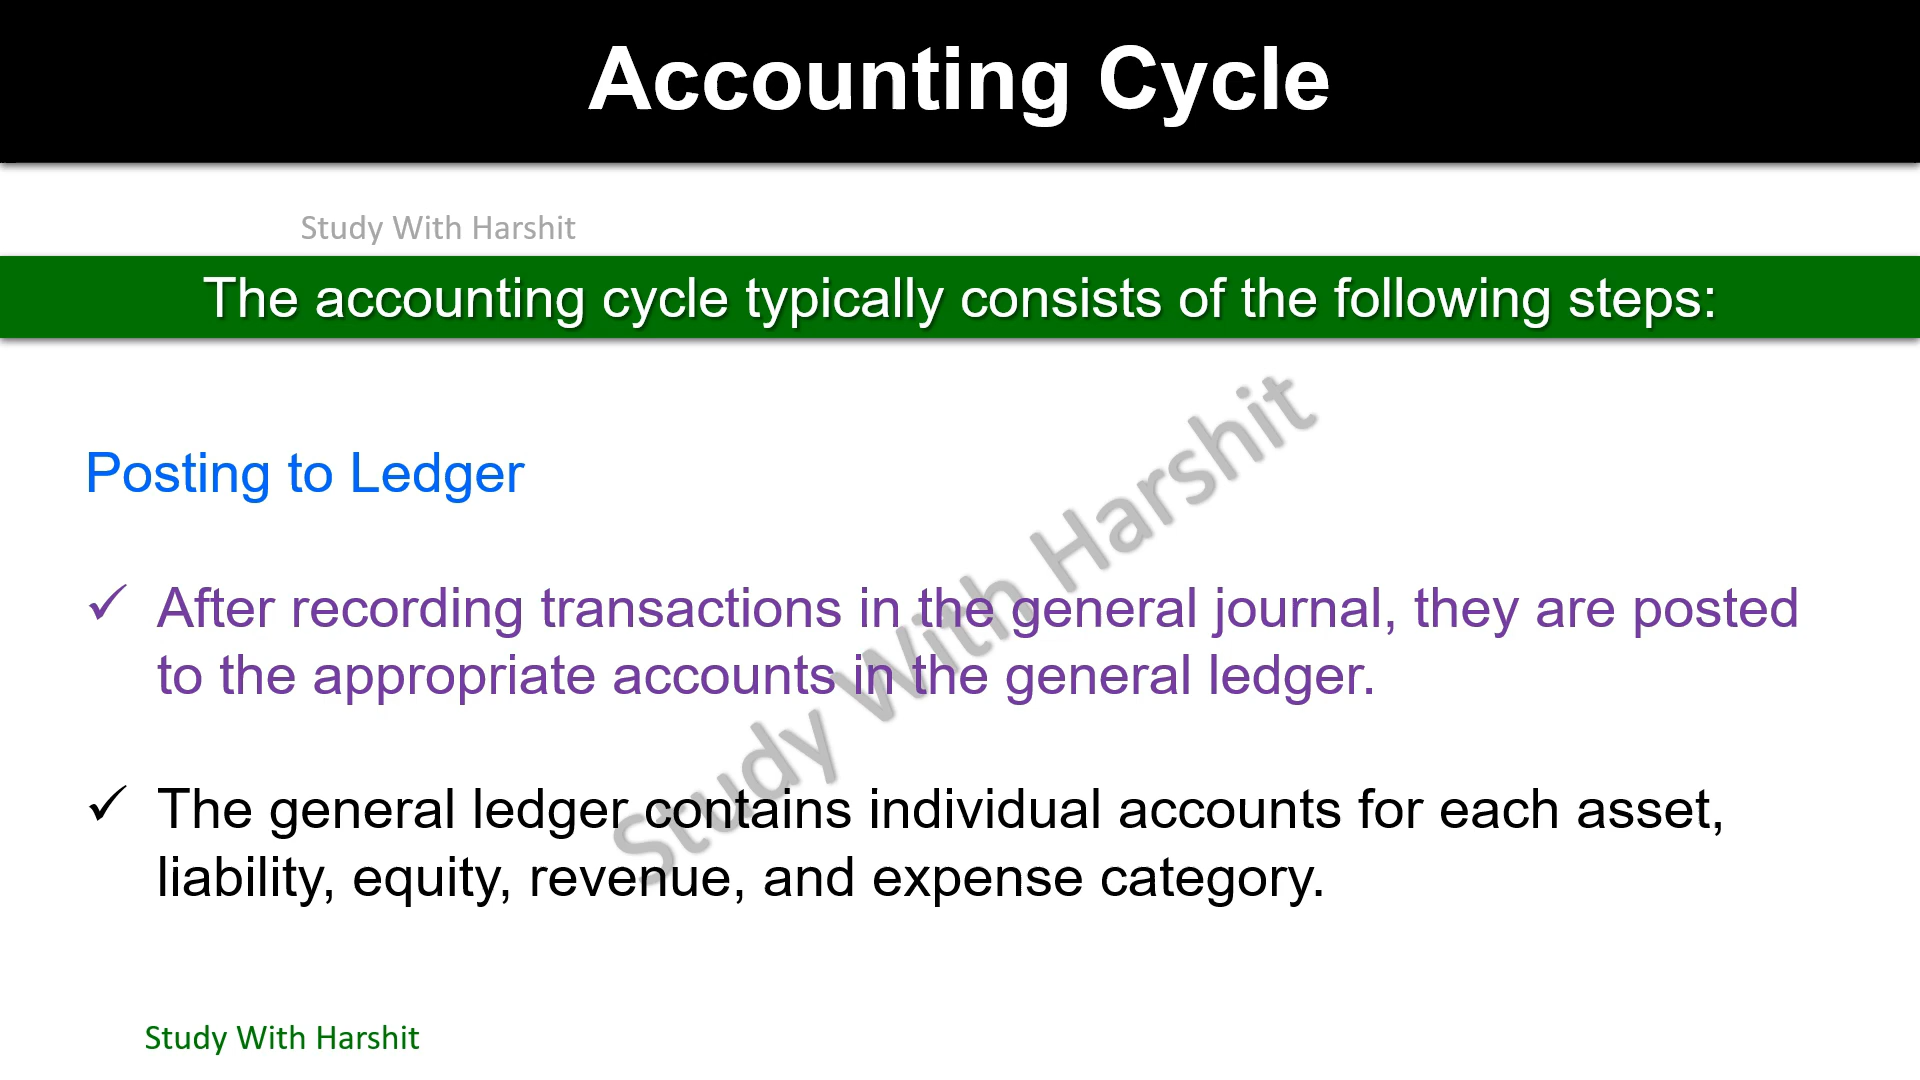 Accounting Cycle
Study With Harshit
The accounting cycle typically consists of the following steps:
Posting to Ledger
✓ After recording transactions in the general journal, they are posted
to the appropriate accounts in the general ledger.
✓ The general ledger contains individual accounts for each asset,
liability, equity, revenue, and expense category.
Study With Harshit
Study With Harshit